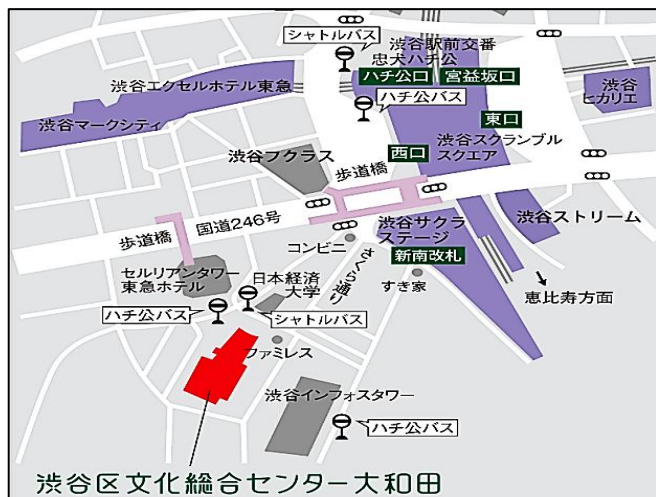 シャトルバス
渋谷駅前交番
忠犬ハチ公
ハチ公口
宮益坂口
渋谷エクセルホテル東急
ハチ公バス
渋谷
ヒカリエ
渋谷マークシティ
東口
渋谷スクランブル
スクエア
西口
渋谷フクラス
歩道橋
国道246号
歩道橋
渋谷サクラ
ステージ
渋谷ストリーム
新南改札
コンビニ
さくら通り
すき家
恵比寿方面
セルリアンタワー
東急ホテル
日本経済
大学
ハチ公バス
シャトルバス
ファミレス
渋谷インフォスタワー
ハチ公バス
渋谷区文化総合センター大和田